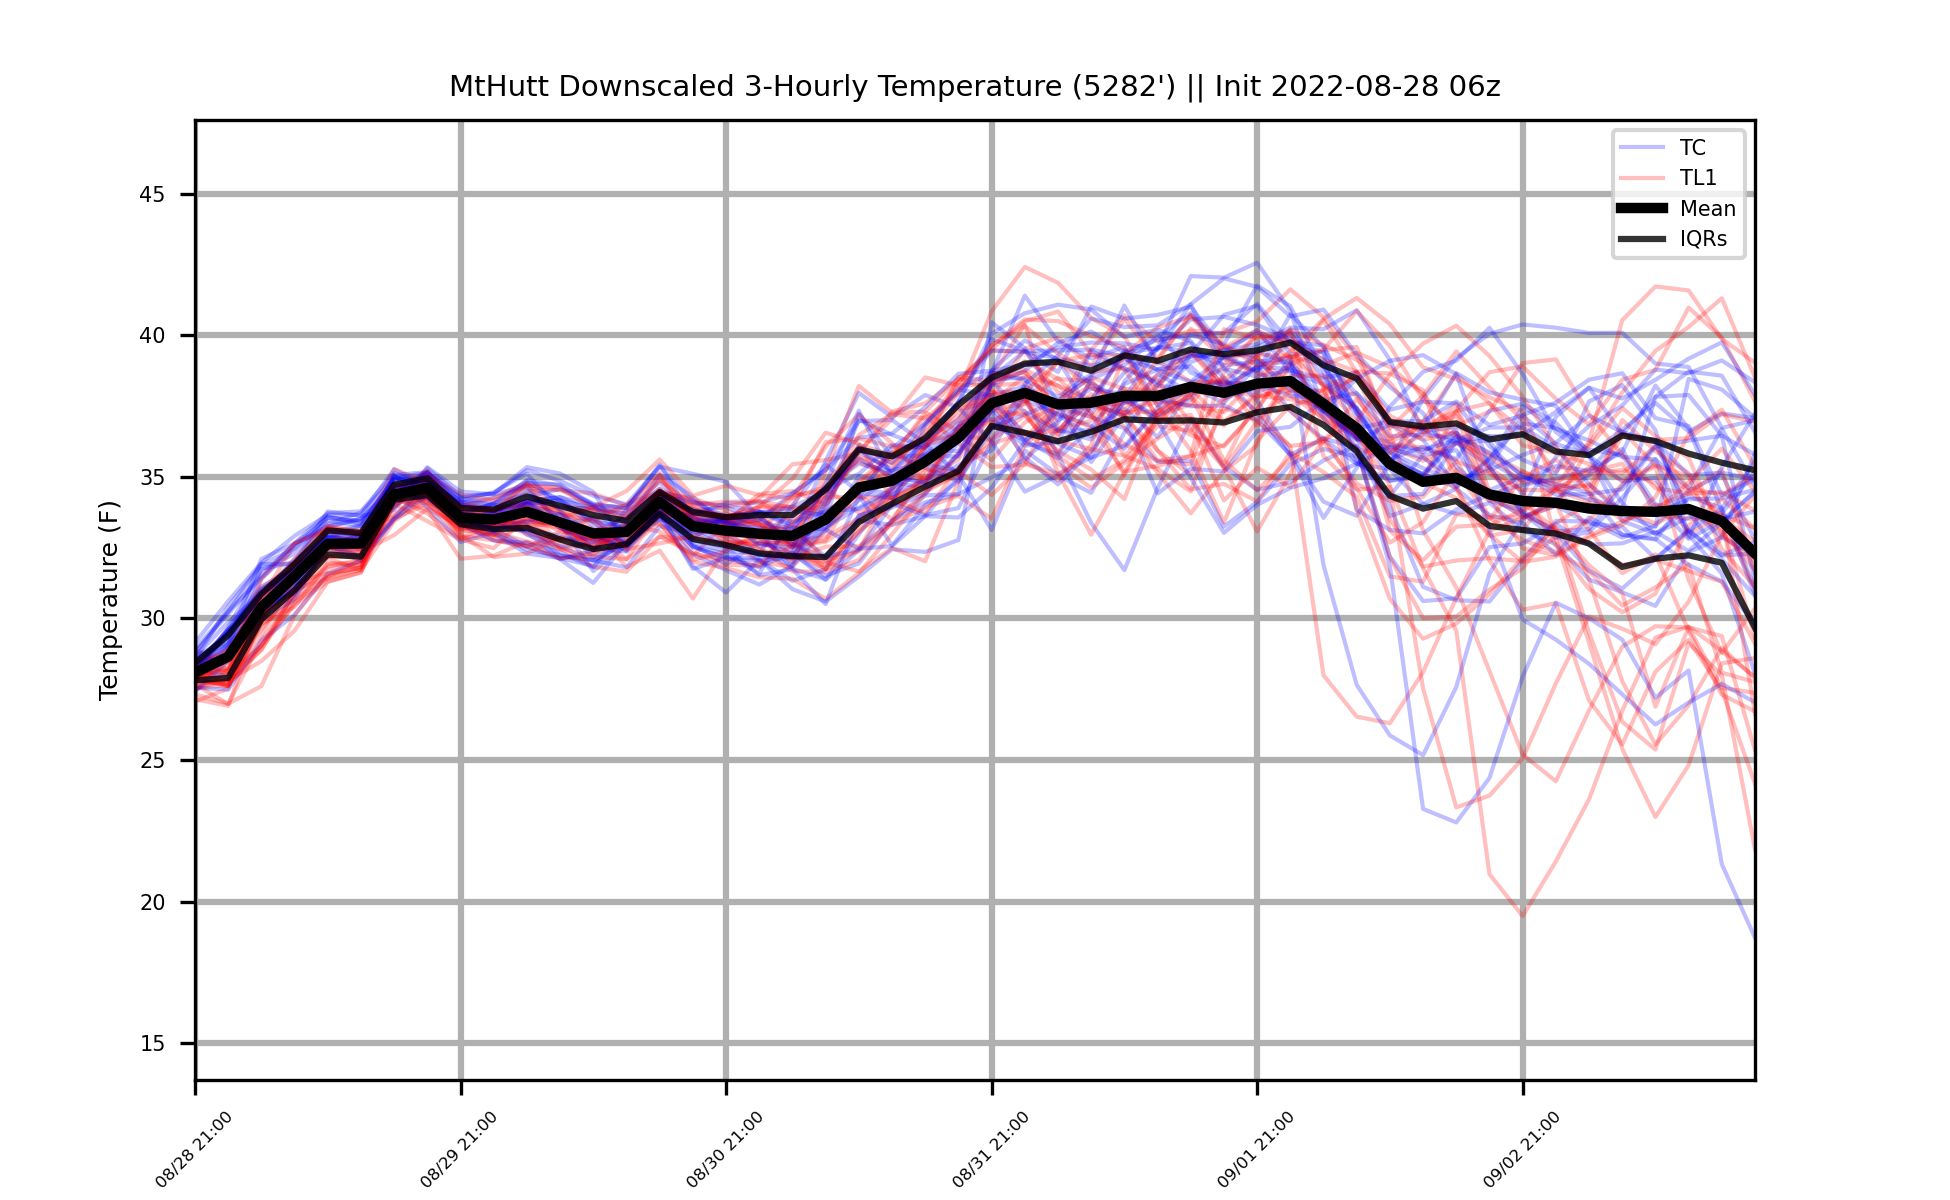 MtHutt Downscaled 3-Hourly Temperature (5282') || Init 2022-08-28 06z
TC
TL1
Mean
IQRs
Temperature (F)
45
40
35
30
25
20
15
08/28 21:00
08/29 21:00
08/30 21:00
08/31 21:00
09/01 21:00
09/02 21:00